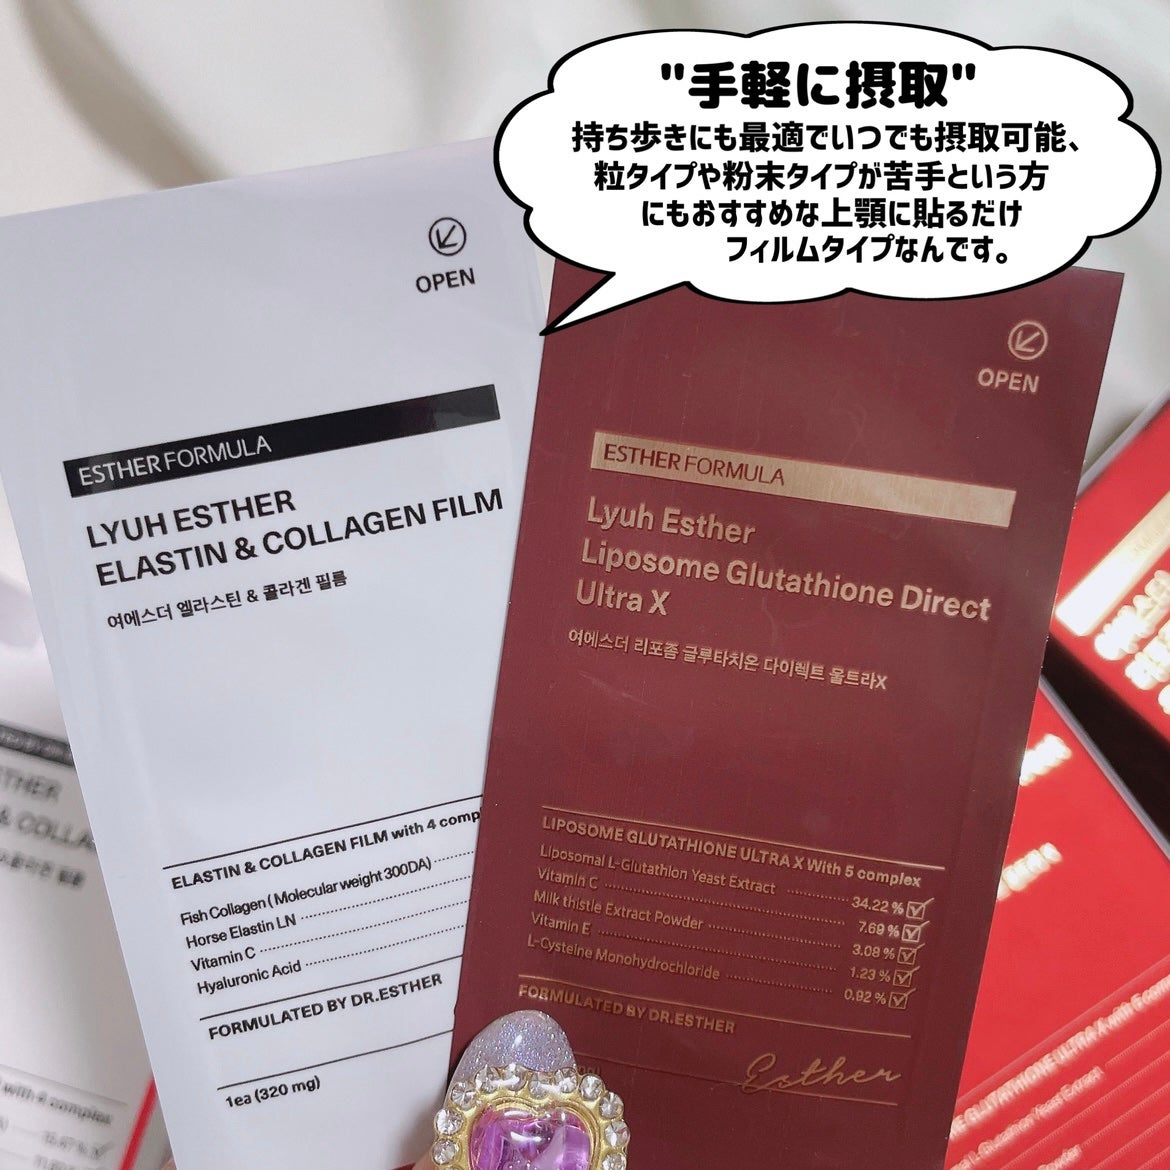 "手軽に摂取"
持ち歩きにも最適でいつでも摂取可能、
粒タイプや粉末タイプが苦手という方
にもおすすめな上顎に貼るだけ
フィルムタイプなんです。
OPEN
ESTHER FORMULA
LYUH ESTHER
ELASTIN & COLLAGEN FILM
여에스더 엘라스틴 & 콜라겐 필름
ELASTIN & COLLAGEN FILM with 4
Fish Collagen ( Molecular weight 300DA)
Horse Elastin LN
Vitamin C
Hyaluronic Acid
FORMULATED BY DR.ESTHER
1ea (320 mg)
OPEN
ESTHER FORMULA
Lyuh Esther
Liposome Glutathione Direct
Ultra X
여에스더 리포좀 글루타치온 다이렉트 울트라X
LIPOSOME GLUTATHIONE ULTRA X With 5 complex
Liposomal L-Glutathion Yeast Extract 34.22 %
Vitamin C 7.69 %
Milk thistle Extract Powder 3.08 %
Vitamin E 1.23 %
L-Cysteine Monohydrochloride 0.92 %
FORMULATED BY DR.ESTHER
Esther